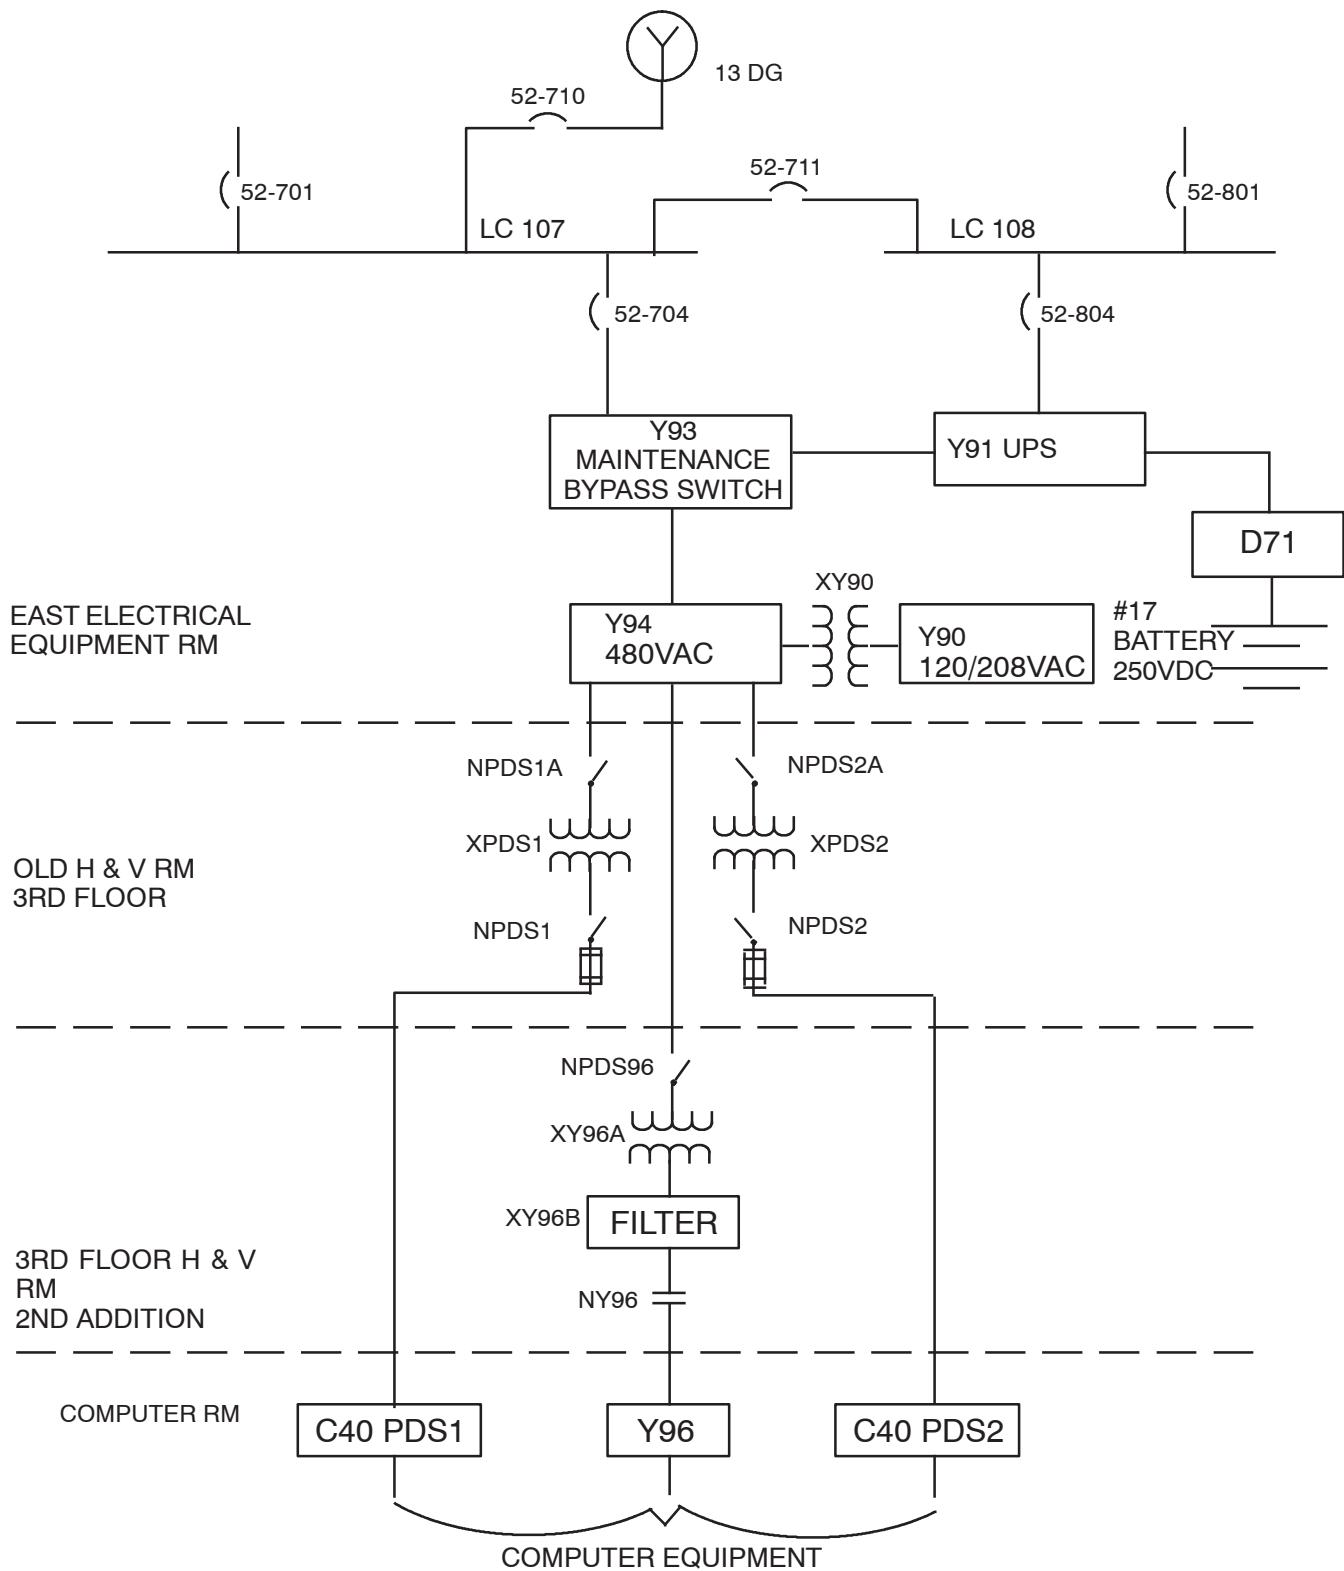 13 DG
52-710
52-711
52-701
52-801
LC 107
LC 108
52-704
52-804
Y93
MAINTENANCE
BYPASS SWITCH
Y91 UPS
D71
XY90
EAST ELECTRICAL
EQUIPMENT RM
Y94
480VAC
Y90
120/208VAC
#17
BATTERY
250VDC
NPDS1A
NPDS2A
XPDS1
XPDS2
OLD H & V RM
3RD FLOOR
NPDS1
NPDS2
NPDS96
XY96A
XY96B
FILTER
3RD FLOOR H & V
RM
2ND ADDITION
NY96
COMPUTER RM
C40 PDS1
Y96
C40 PDS2
COMPUTER EQUIPMENT